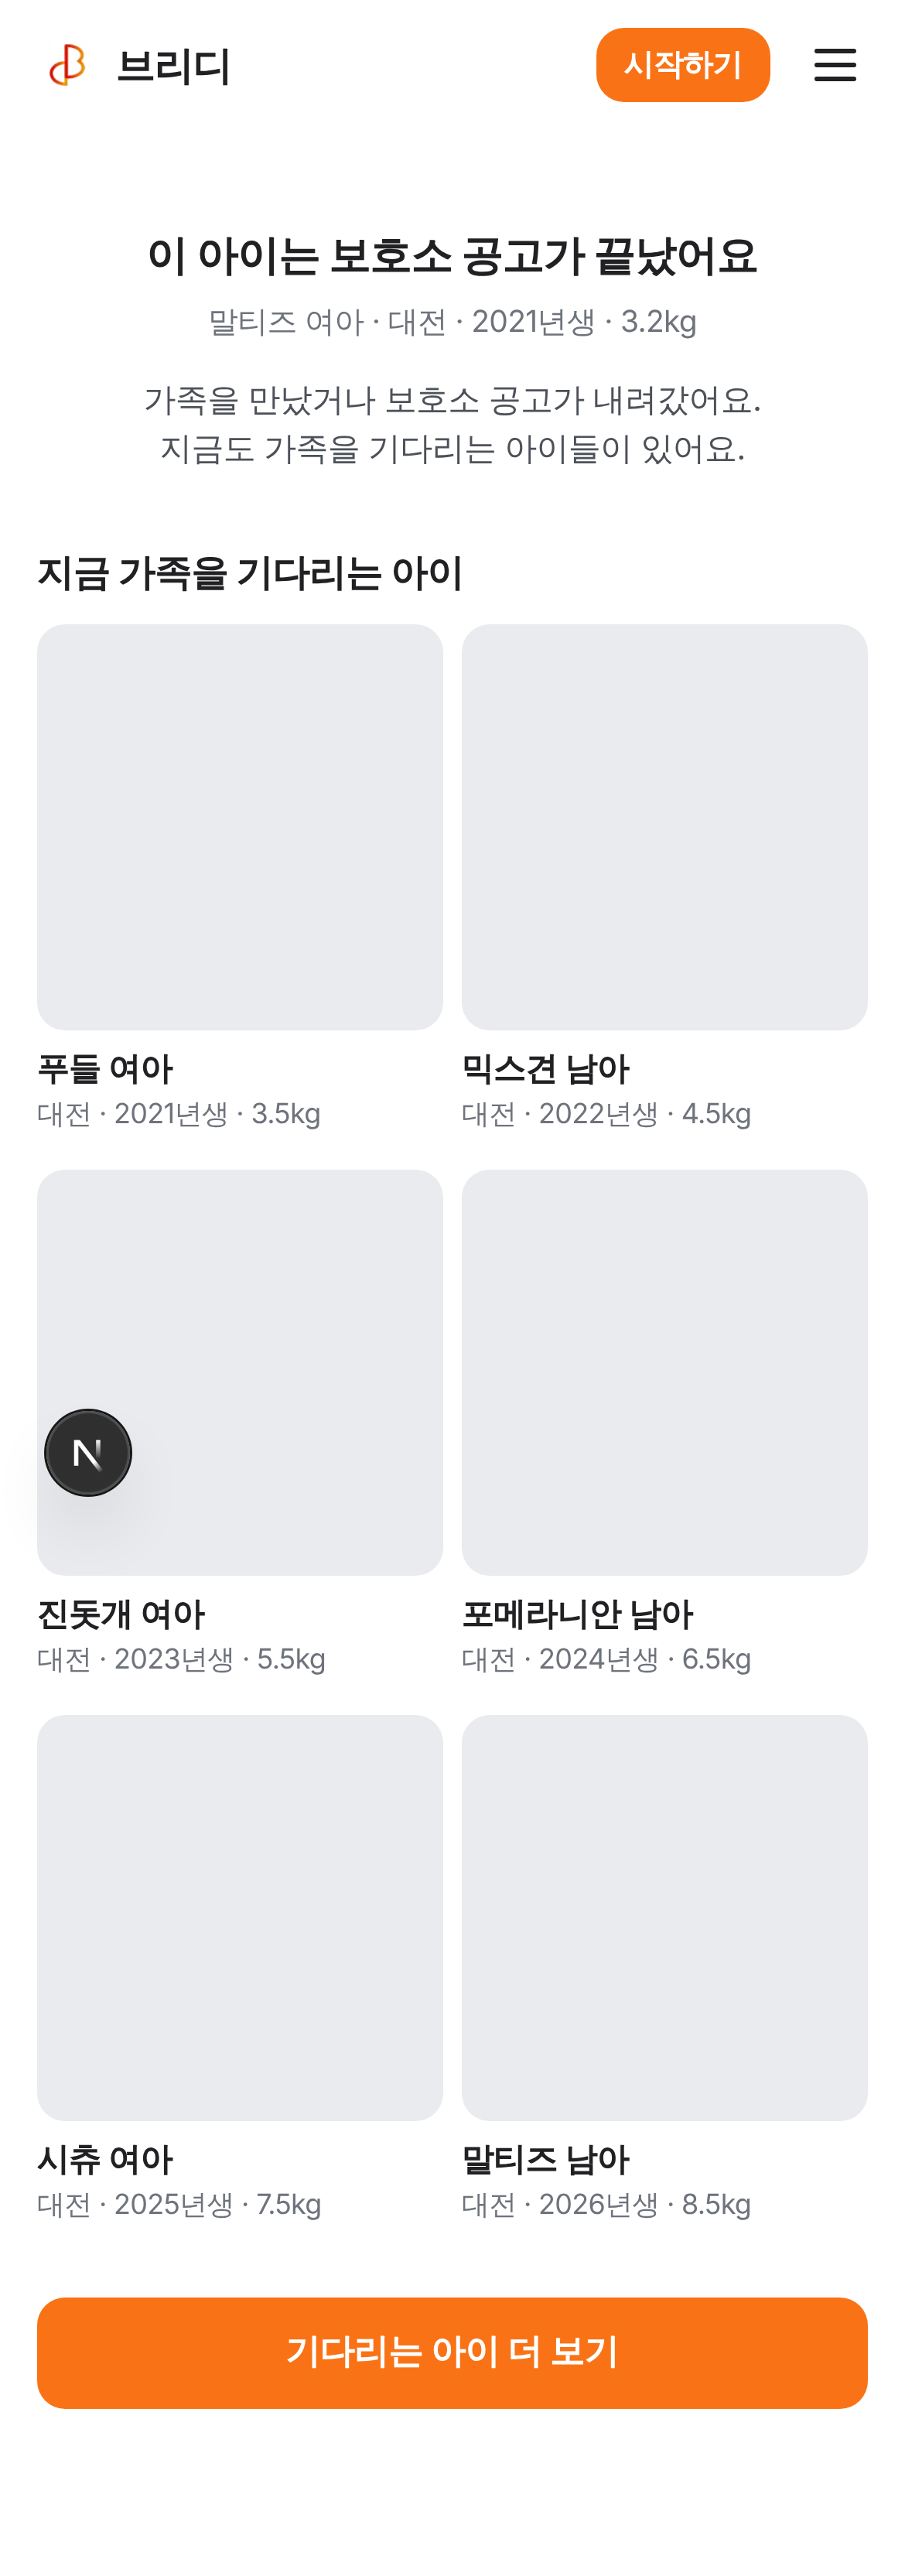 브리디
시작하기
이 아이는 보호소 공고가 끝났어요
말티즈 여아 · 대전 · 2021년생 · 3.2kg
가족을 만났거나 보호소 공고가 내려갔어요.
지금도 가족을 기다리는 아이들이 있어요.
지금 가족을 기다리는 아이
푸들 여아
대전 · 2021년생 · 3.5kg
믹스견 남아
대전 · 2022년생 · 4.5kg
N
진돗개 여아
대전 · 2023년생 · 5.5kg
포메라니안 남아
대전 · 2024년생 · 6.5kg
시츄 여아
대전 · 2025년생 · 7.5kg
말티즈 남아
대전 · 2026년생 · 8.5kg
기다리는 아이 더 보기